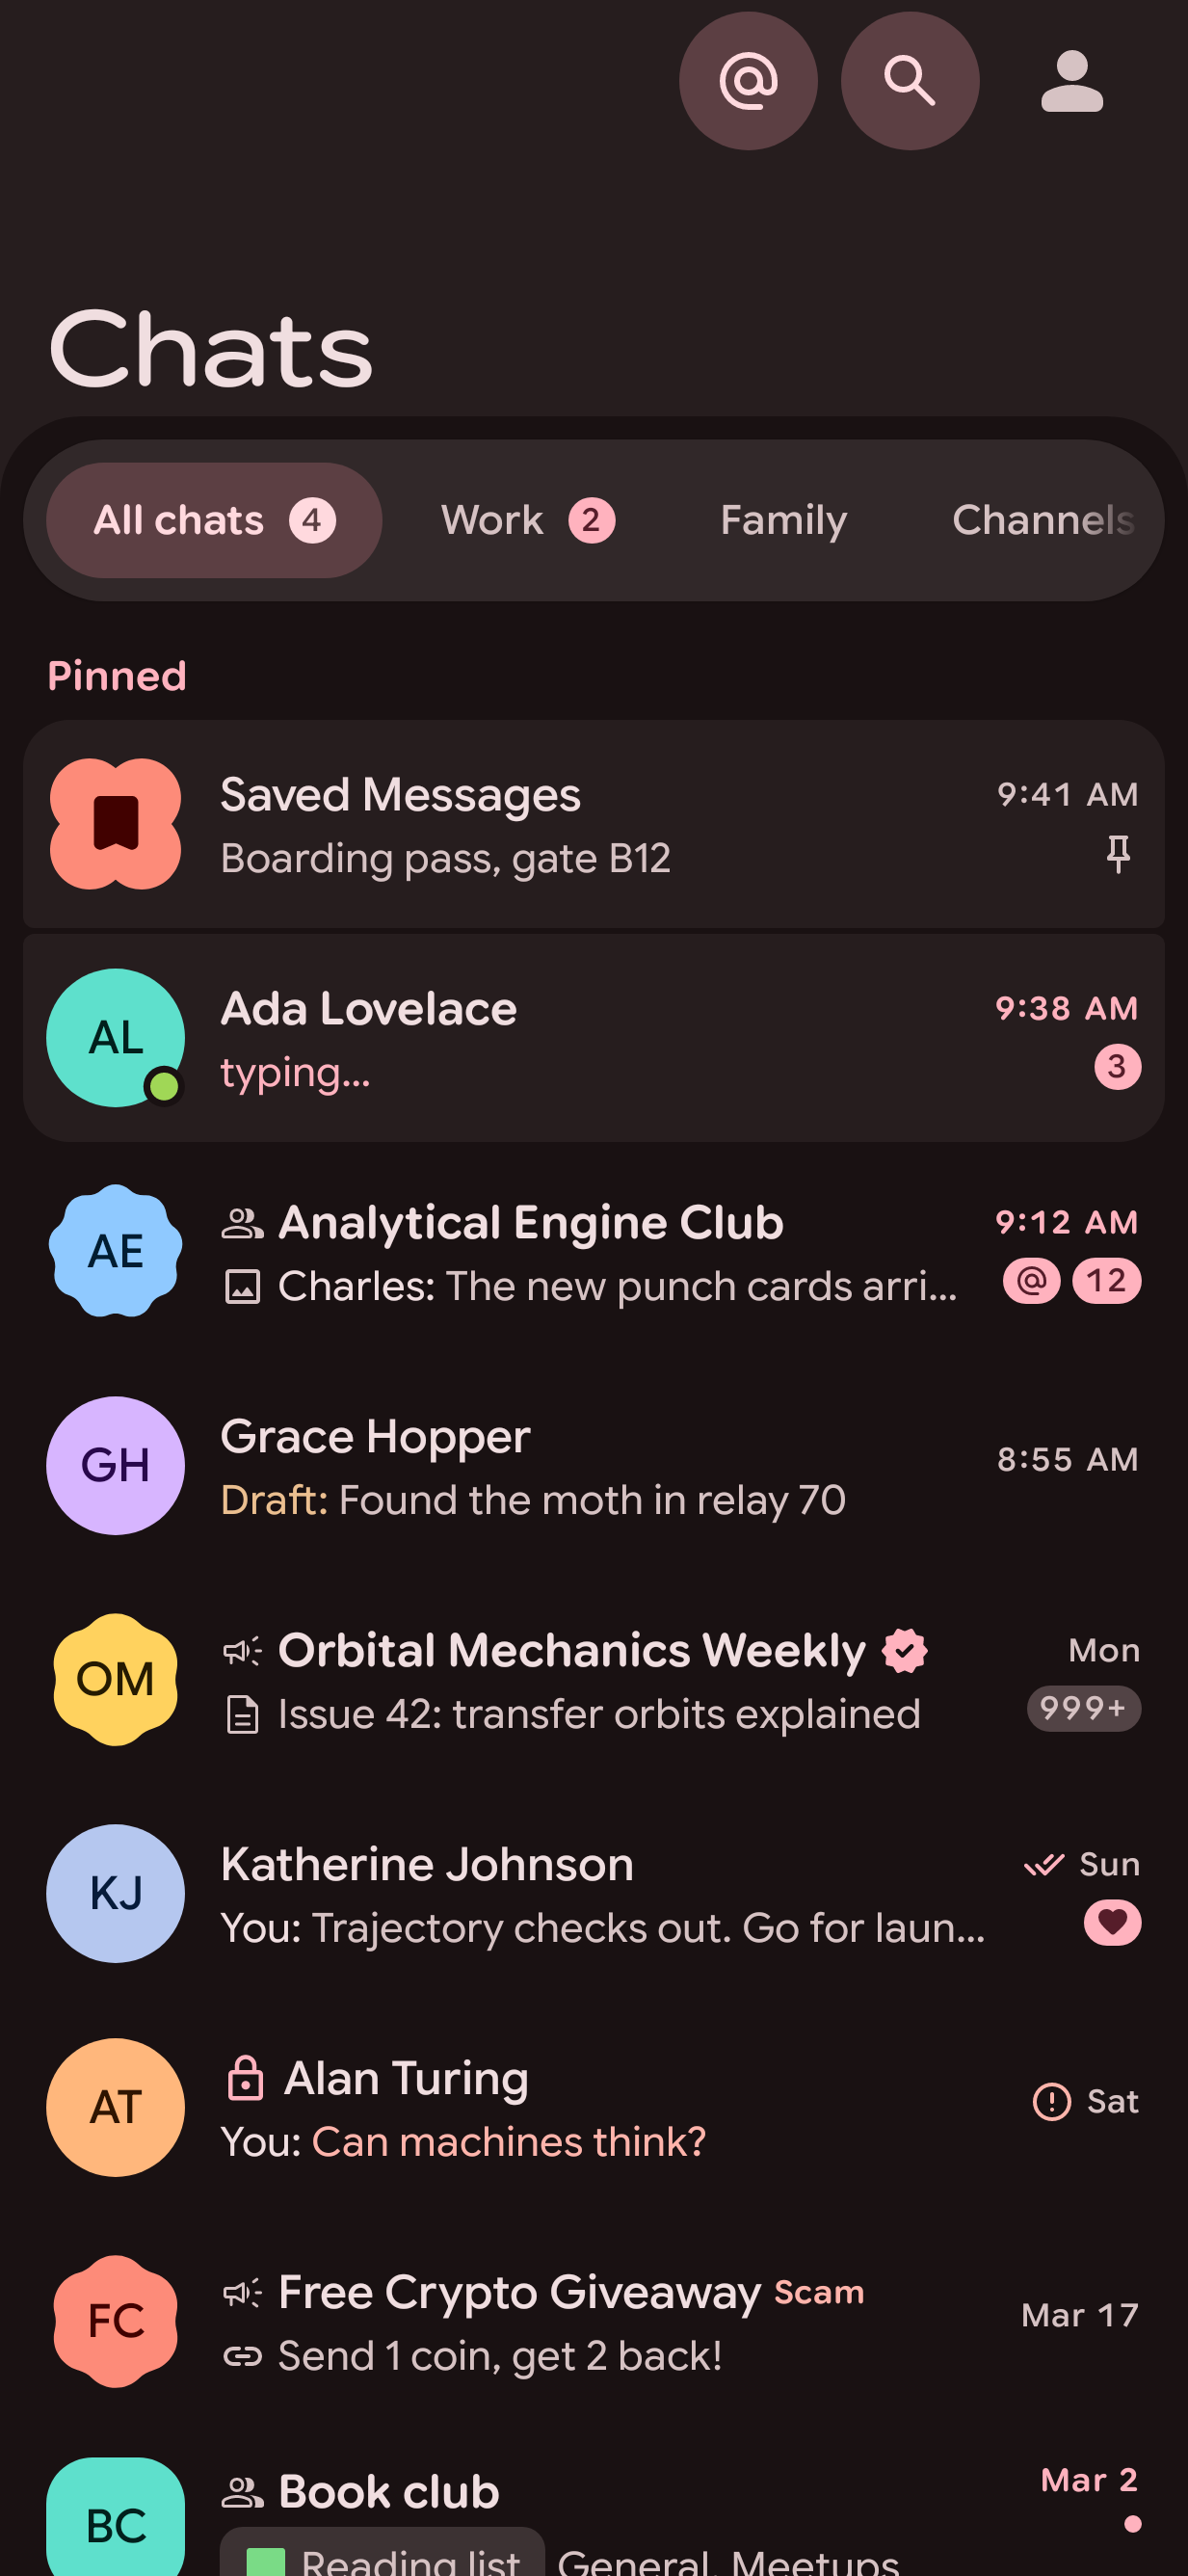 Chats
All chats 4 Work 2 Family Channels
Pinned
Saved Messages 9:41 AM
Boarding pass, gate B12
AL Ada Lovelace 9:38 AM
typing... 3
AE Analytical Engine Club 9:12 AM
Charles: The new punch cards arri... @ 12
GH Grace Hopper 8:55 AM
Draft: Found the moth in relay 70
OM Orbital Mechanics Weekly Mon
Issue 42: transfer orbits explained 999+
KJ Katherine Johnson Sun
You: Trajectory checks out. Go for laun...
AT Alan Turing Sat
You: Can machines think?
FC Free Crypto Giveaway Scam Mar 17
Send 1 coin, get 2 back!
BC Book club Mar 2
Reading list General, Meetups